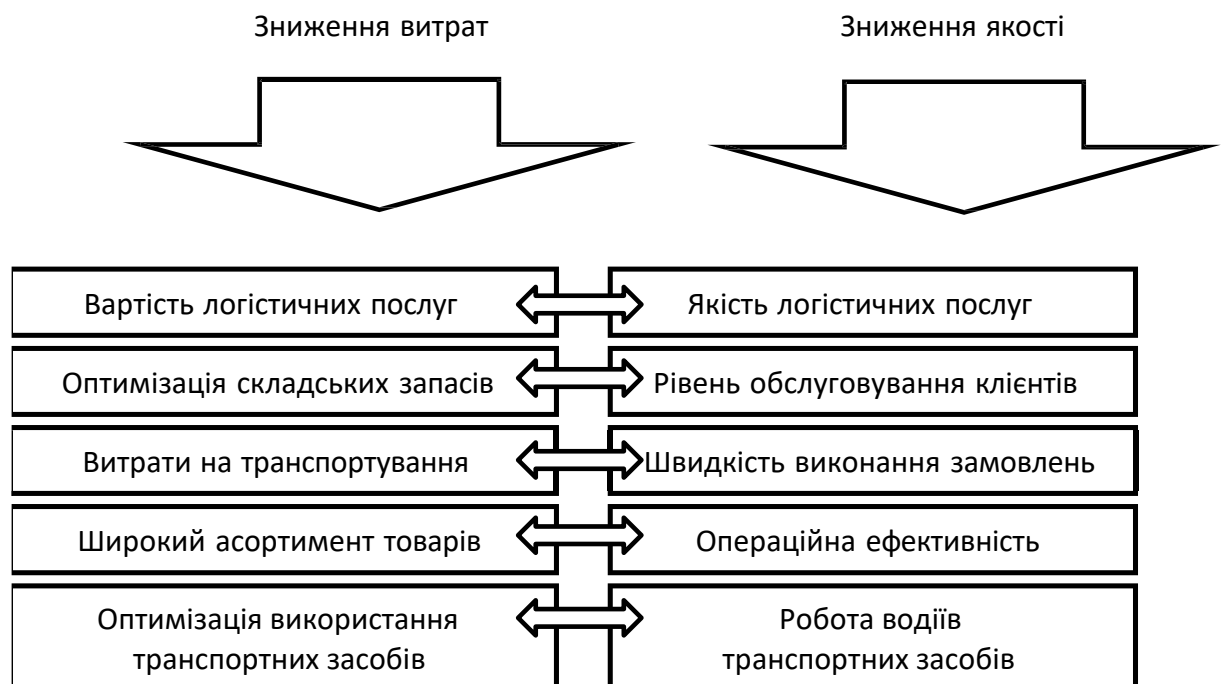 Зниження витрат
Зниження якості
Вартість логістичних послуг
Якість логістичних послуг
Оптимізація складських запасів
Рівень обслуговування клієнтів
Витрати на транспортування
Швидкість виконання замовлень
Широкий асортимент товарів
Операційна ефективність
Оптимізація використання
транспортних засобів
Робота водіїв
транспортних засобів